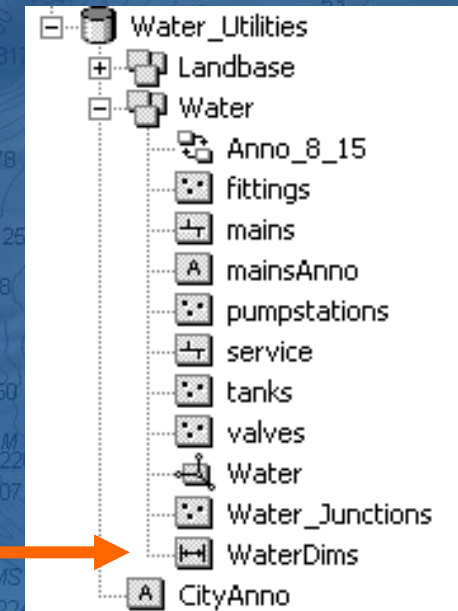 Water_Utilities
Landbase
Water
Anno_8_15
fittings
mains
A mainsAnno
pumpstations
service
tanks
valves
Water
Water_Junctions
WaterDims
A CityAnno